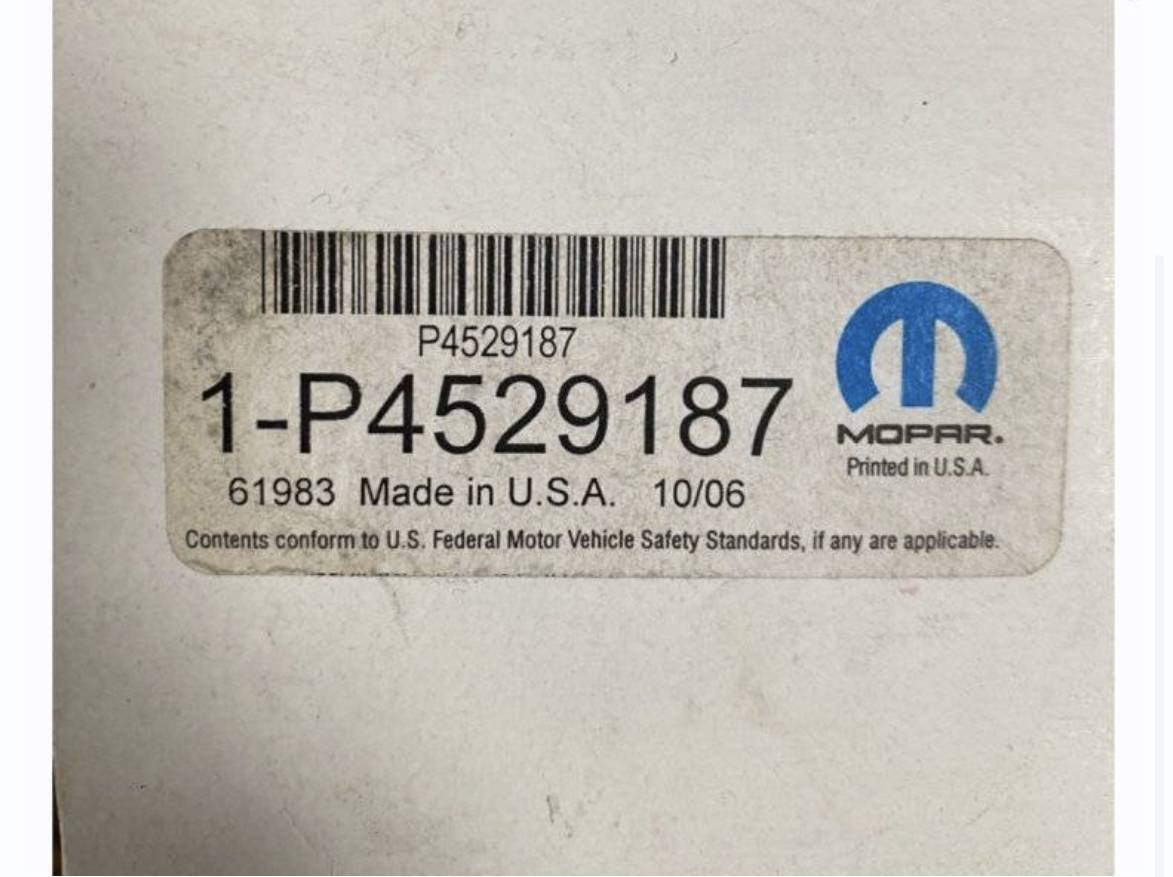 P4529187
1-P4529187
61983 Made in U.S.A. 10/06
MOPAR.
Printed in U.S.A.
Contents conform to U.S. Federal Motor Vehicle Safety Standards, if any are applicable.